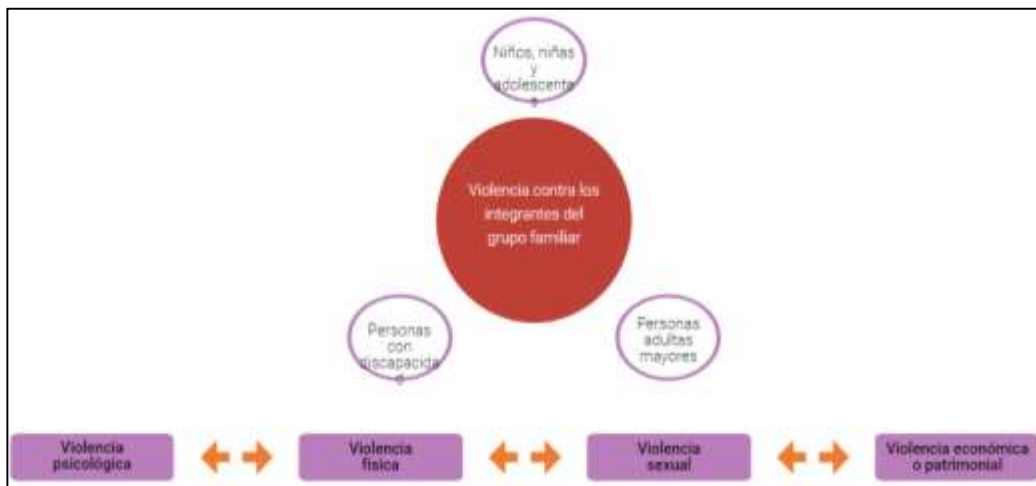 Niños, niñas
y
adolescente
s
Violencia contra los
integrantes del
grupo familiar
Personas
con
discapacida
d
Personas
adultas
mayores
Violencia
psicológica
Violencia
física
Violencia
sexual
Violencia económica
o patrimonial